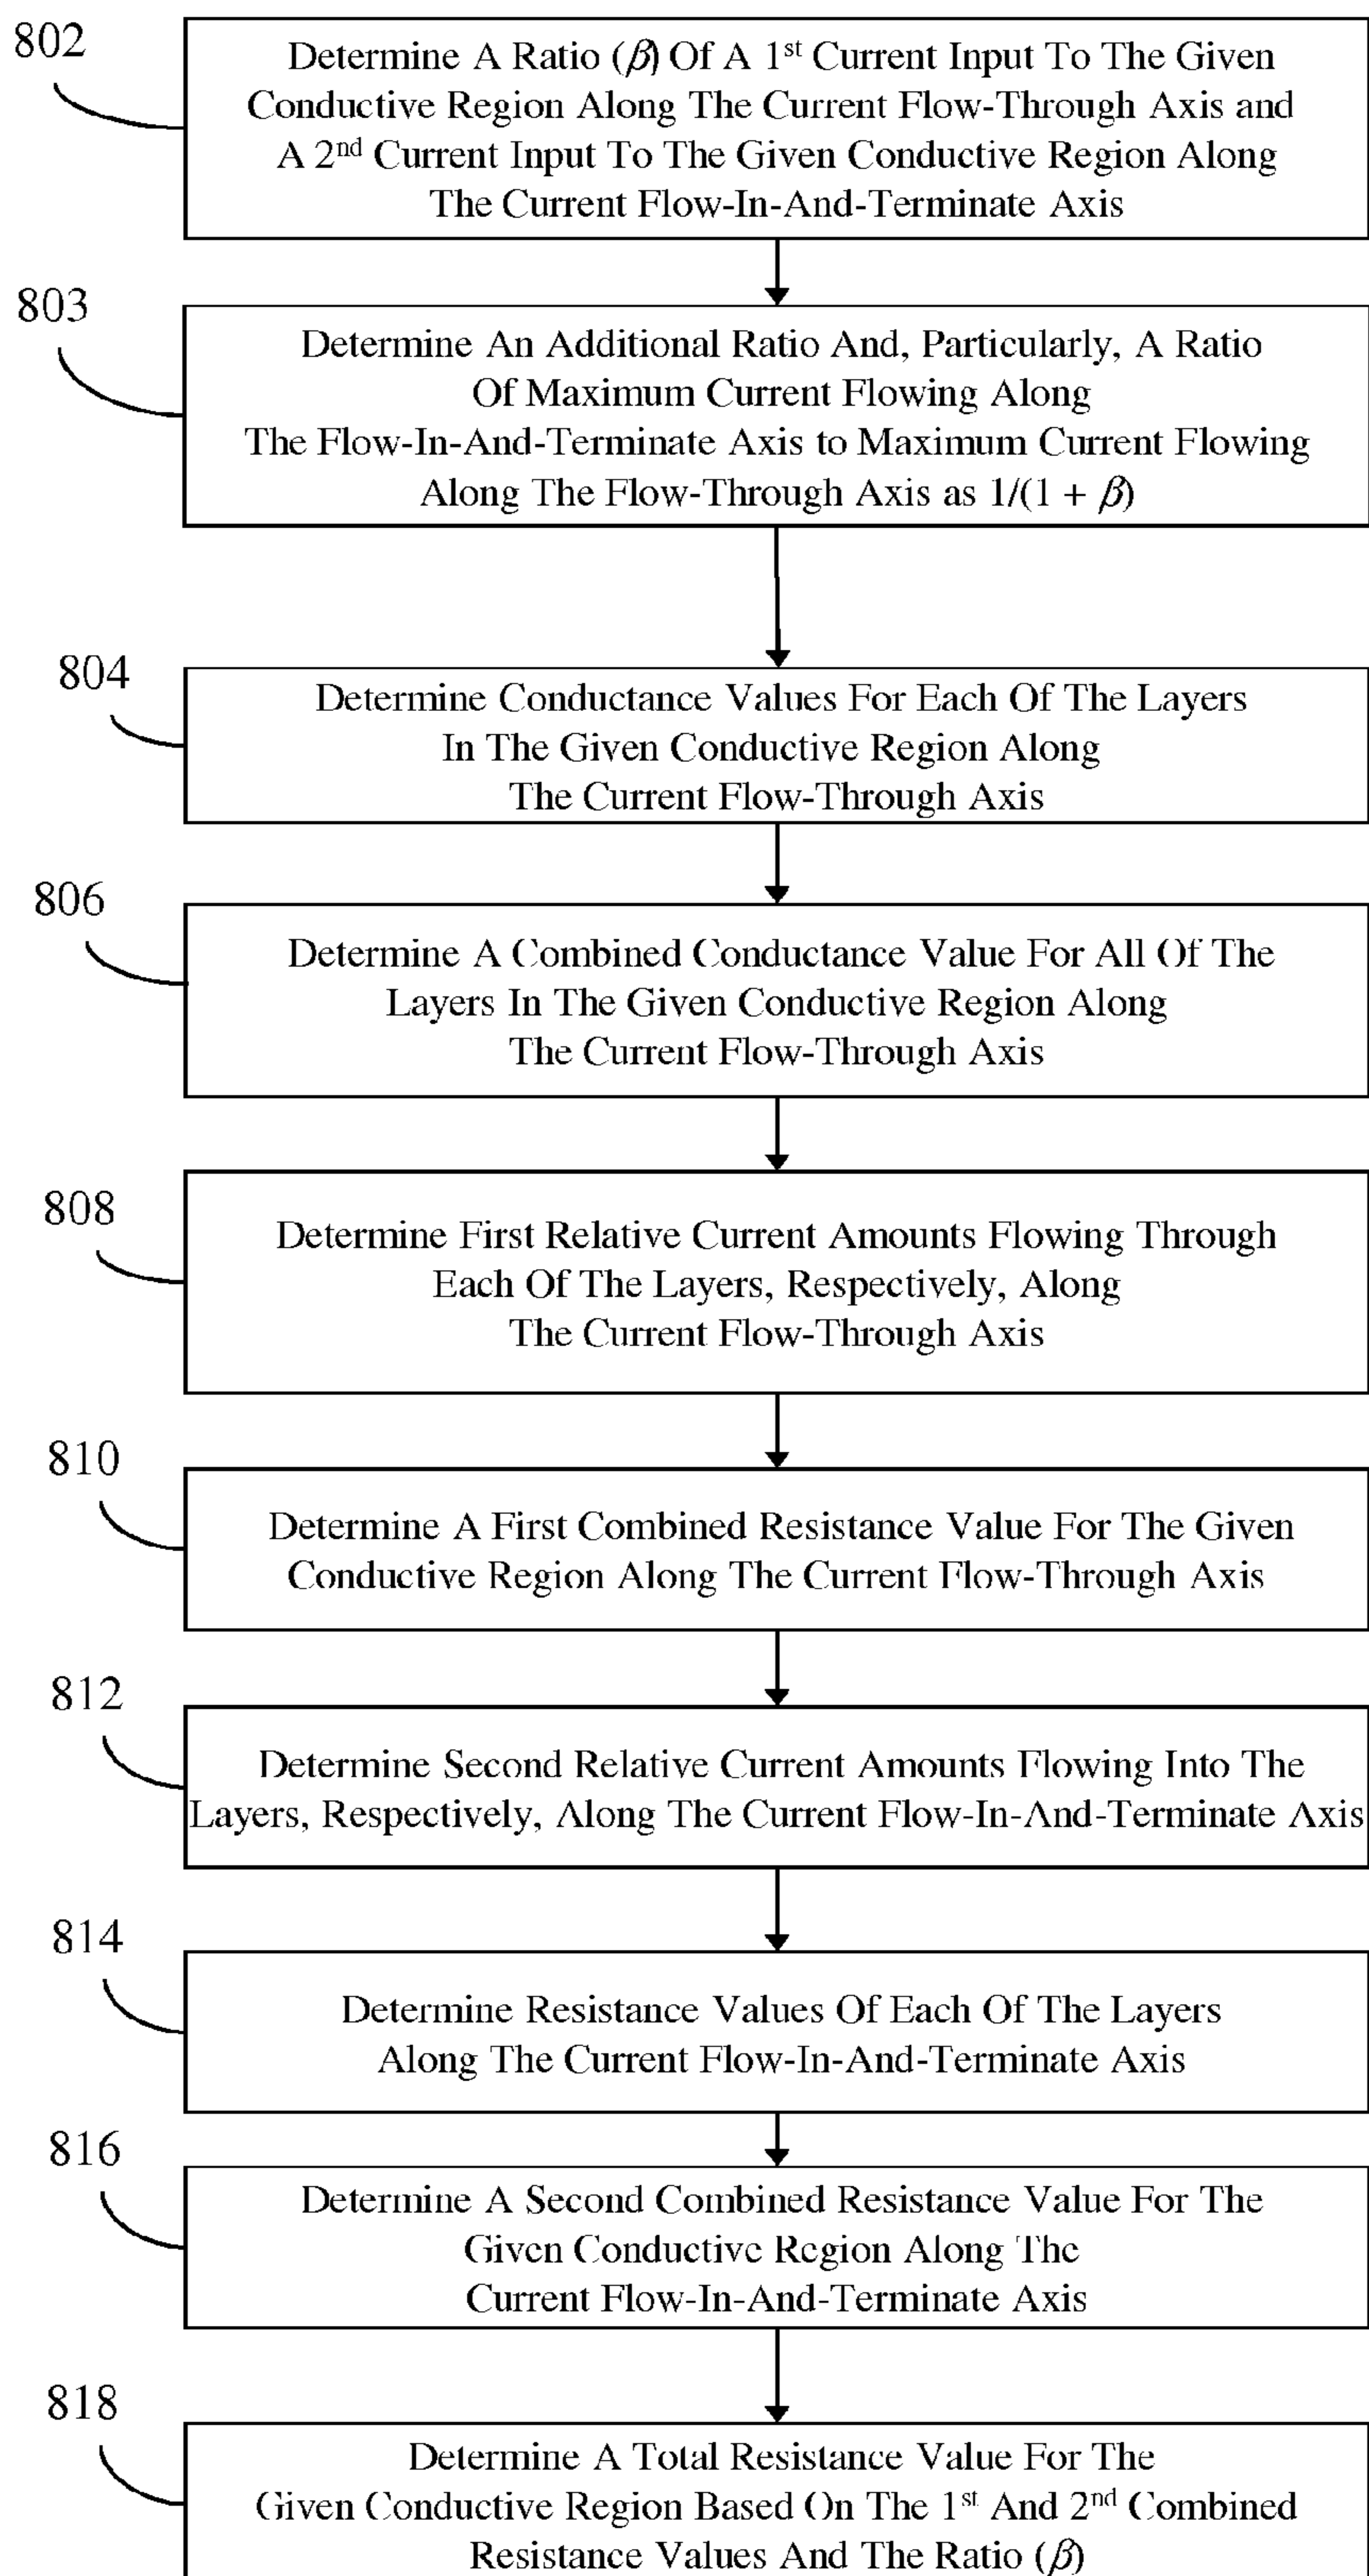 802
Determine A Ratio (β) Of A 1st Current Input To The Given
Conductive Region Along The Current Flow-Through Axis and
A 2nd Current Input To The Given Conductive Region Along
The Current Flow-In-And-Terminate Axis
803
Determine An Additional Ratio And, Particularly, A Ratio
Of Maximum Current Flowing Along
The Flow-In-And-Terminate Axis to Maximum Current Flowing
Along The Flow-Through Axis as 1/(1 + β)
804
Determine Conductance Values For Each Of The Layers
In The Given Conductive Region Along
The Current Flow-Through Axis
806
Determine A Combined Conductance Value For All Of The
Layers In The Given Conductive Region Along
The Current Flow-Through Axis
808
Determine First Relative Current Amounts Flowing Through
Each Of The Layers, Respectively, Along
The Current Flow-Through Axis
810
Determine A First Combined Resistance Value For The Given
Conductive Region Along The Current Flow-Through Axis
812
Determine Second Relative Current Amounts Flowing Into The
Layers, Respectively, Along The Current Flow-In-And-Terminate Axis
814
Determine Resistance Values Of Each Of The Layers
Along The Current Flow-In-And-Terminate Axis
816
Determine A Second Combined Resistance Value For The
Given Conductive Region Along The
Current Flow-In-And-Terminate Axis
818
Determine A Total Resistance Value For The
Given Conductive Region Based On The 1st And 2nd Combined
Resistance Values And The Ratio (β)